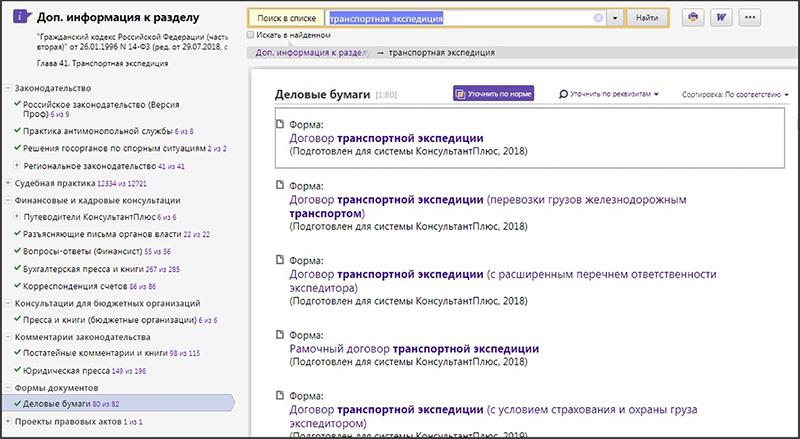 Доп. информация к разделу
"Гражданский кодекс Российской Федерации (часть
вторая)" от 26.01.1996 N 14-ФЗ (ред. от 29.07.2018, с
Глава 41. Транспортная экспедиция
Законодательство
Российское законодательство (Версия
Проф) 6 из 9
Практика антимонопольной службы 6 из 8
Решения госорганов по спорным ситуациям 2 из 2
Региональное законодательство 41 из 41
Судебная практика 12334 из 12721
Финансовые и кадровые консультации
Путеводители КонсультантПлюс 6 из 6
Разъясняющие письма органов власти 22 из 22
Вопросы-ответы (Финансист) 55 из 56
Бухгалтерская пресса и книги 267 из 285
Корреспонденция счетов 86 из 86
Консультации для бюджетных организаций
Пресса и книги (бюджетные организации) 6 из 6
Комментарии законодательства
Постатейные комментарии и книги 98 из 115
Юридическая пресса 149 из 196
Формы документов
Деловые бумаги 80 из 82
Проекты правовых актов 1 из 1
Поиск в списке транспортная экспедиция Найти
Искать в найденном
Доп. информация к разделу → транспортная экспедиция
Деловые бумаги [1:80] Уточнить по норме Уточнить по реквизитам Сортировка: По соответствию
Форма:
Договор транспортной экспедиции
(Подготовлен для системы КонсультантПлюс, 2018)
Форма:
Договор транспортной экспедиции (перевозки грузов железнодорожным
транспортом)
(Подготовлен для системы КонсультантПлюс, 2018)
Форма:
Договор транспортной экспедиции (с расширенным перечнем ответственности
экспедитора)
(Подготовлен для системы КонсультантПлюс, 2018)
Форма:
Рамочный договор транспортной экспедиции
(Подготовлен для системы КонсультантПлюс, 2018)
Форма:
Договор транспортной экспедиции (с условием страхования и охраны груза
экспедитором)
(Подготовлен для системы КонсультантПлюс, 2019)